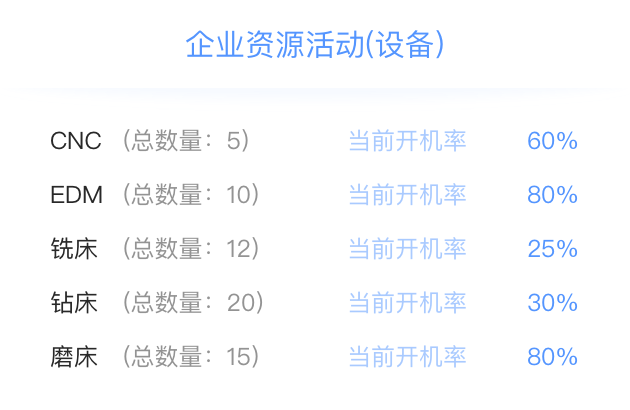 企业资源活动(设备)
CNC (总数量：5) 当前开机率 60%
EDM (总数量：10) 当前开机率 80%
铣床 (总数量：12) 当前开机率 25%
钻床 (总数量：20) 当前开机率 30%
磨床 (总数量：15) 当前开机率 80%